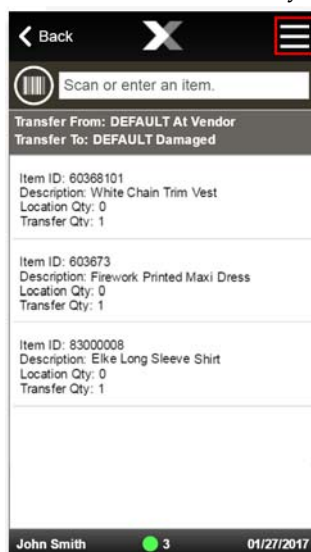 Back
Scan or enter an item.
Transfer From: DEFAULT At Vendor
Transfer To: DEFAULT Damaged
Item ID: 60368101
Description: White Chain Trim Vest
Location Qty: 0
Transfer Qty: 1
Item ID: 603673
Description: Firework Printed Maxi Dress
Location Qty: 0
Transfer Qty: 1
Item ID: 83000008
Description: Elke Long Sleeve Shirt
Location Qty: 0
Transfer Qty: 1
John Smith 3 01/27/2017